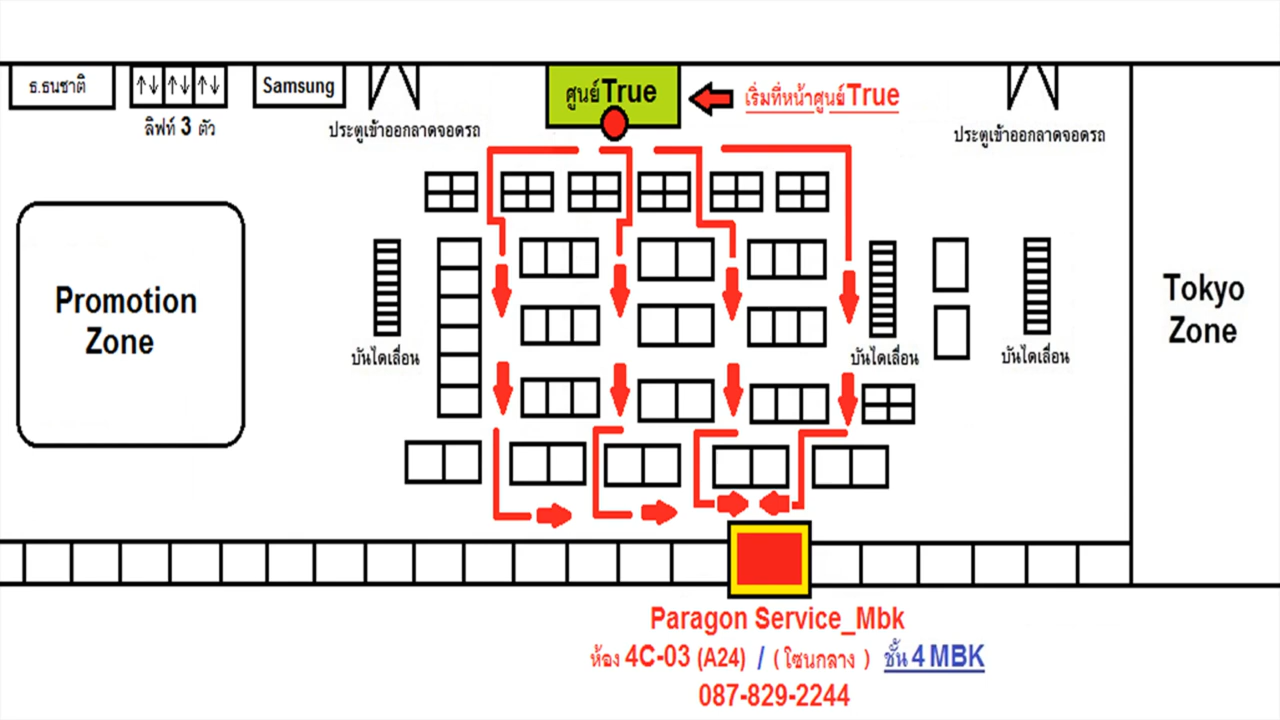 ธ.ธนชาติ
↑↓ ↑↓ ↑↓
Samsung
ศูนย์True
เริ่มที่หน้าศูนย์True
ลิฟท์ 3 ตัว
ประตูเข้าออกลาดจอดรถ
ประตูเข้าออกลาดจอดรถ
Promotion
Zone
Tokyo
Zone
บันไดเลื่อน
บันไดเลื่อน
บันไดเลื่อน
Paragon Service_Mbk
ห้อง 4C-03 (A24) / ( โซนกลาง ) ชั้น 4 MBK
087-829-2244